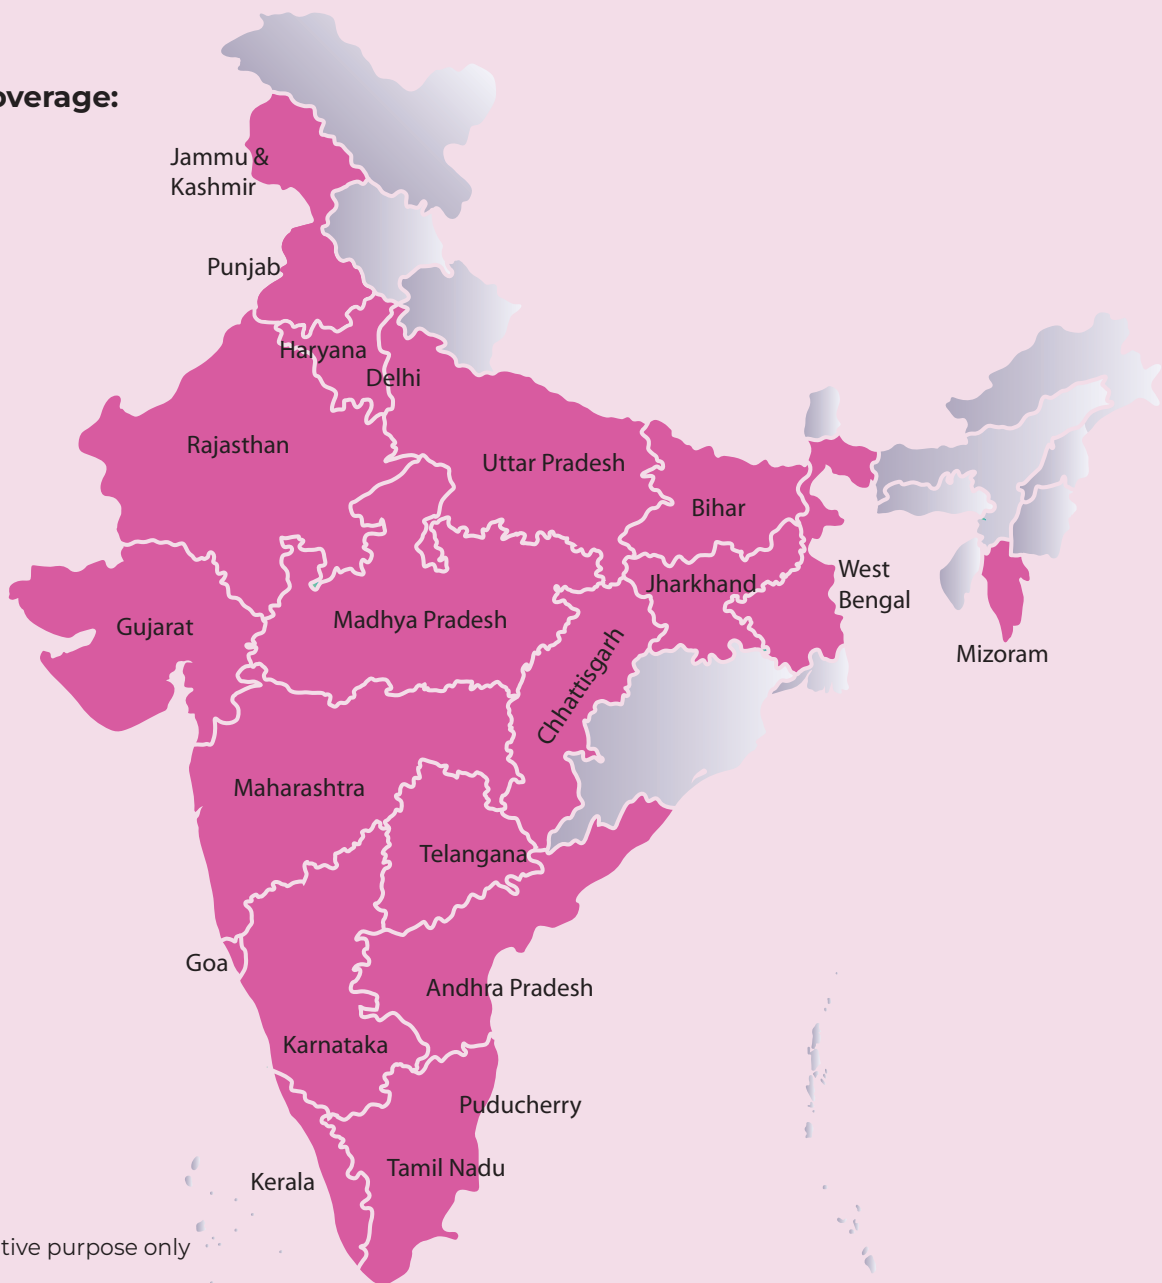 overage:
Jammu &
Kashmir
Punjab
Haryana
Delhi
Rajasthan
Uttar Pradesh
Bihar
Jharkhand
West
Bengal
Gujarat
Madhya Pradesh
Mizoram
Chhattisgarh
Maharashtra
Telangana
Goa
Andhra Pradesh
Karnataka
Puducherry
Tamil Nadu
Kerala
tive purpose only